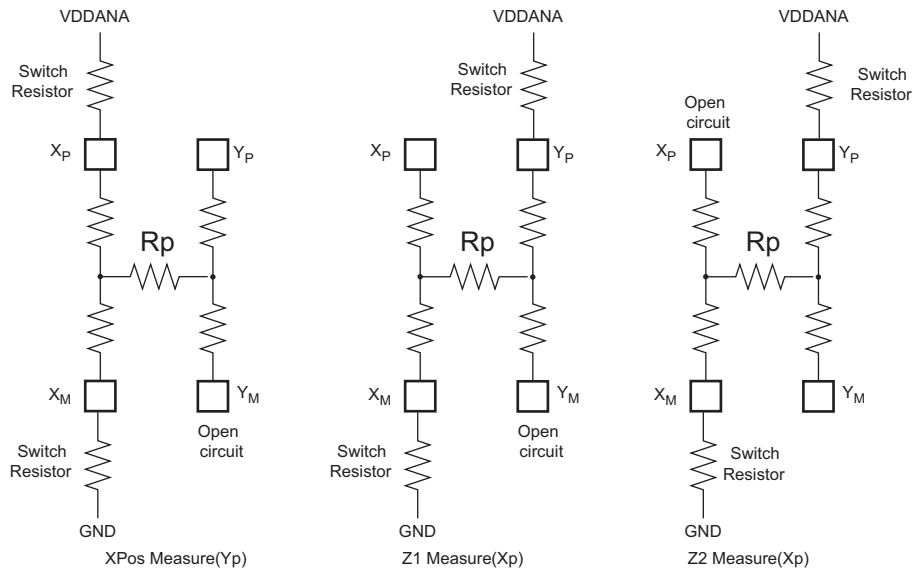 VDDANA
Switch
Resistor
XP
YP
Rp
XM
YM
Open
circuit
Switch
Resistor
GND
XPos Measure(Yp)
VDDANA
Switch
Resistor
XP
YP
Rp
XM
YM
Open
circuit
Switch
Resistor
GND
Z1 Measure(Xp)
VDDANA
Switch
Resistor
Open
circuit
XP
YP
Rp
XM
YM
Switch
Resistor
GND
Z2 Measure(Xp)